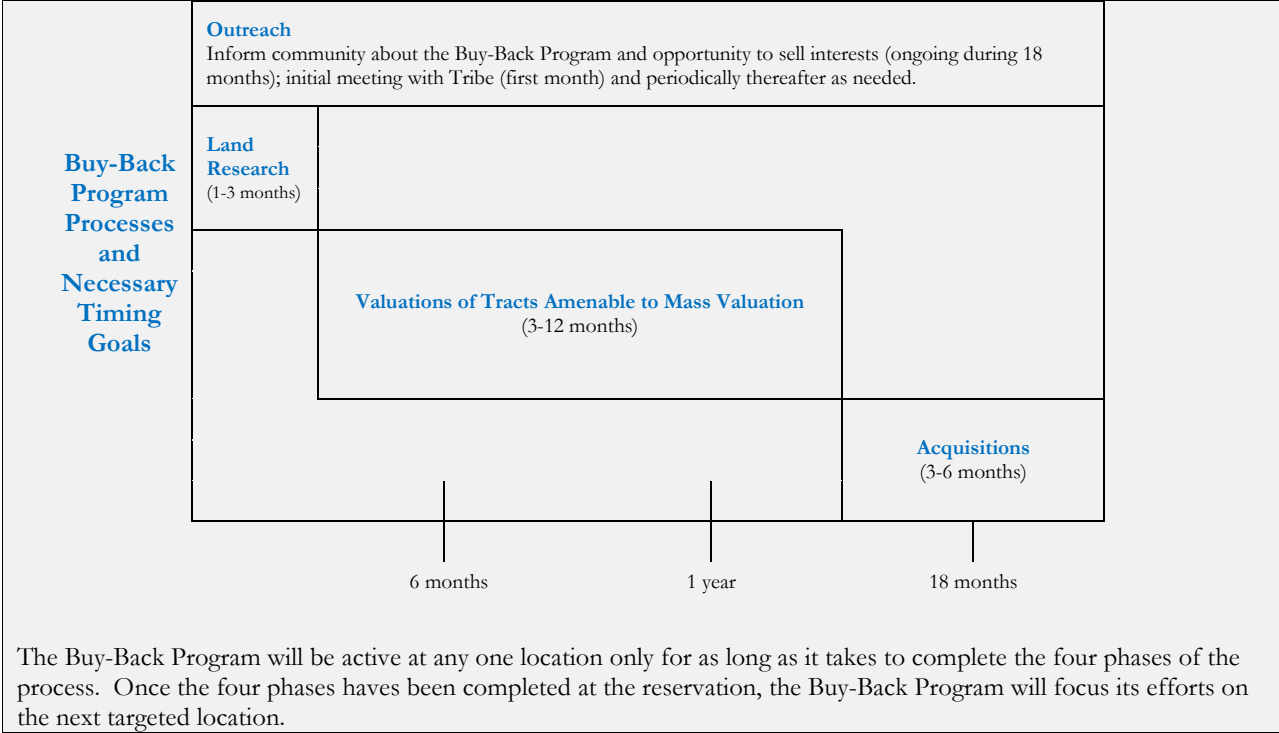 Outreach
Inform community about the Buy-Back Program and opportunity to sell interests (ongoing during 18
months); initial meeting with Tribe (first month) and periodically thereafter as needed.
Buy-Back
Program
Processes
and
Necessary
Timing
Goals
Land
Research
(1-3 months)
Valuations of Tracts Amenable to Mass Valuation
(3-12 months)
Acquisitions
(3-6 months)
6 months
1 year
18 months
The Buy-Back Program will be active at any one location only for as long as it takes to complete the four phases of the
process.  Once the four phases haves been completed at the reservation, the Buy-Back Program will focus its efforts on
the next targeted location.